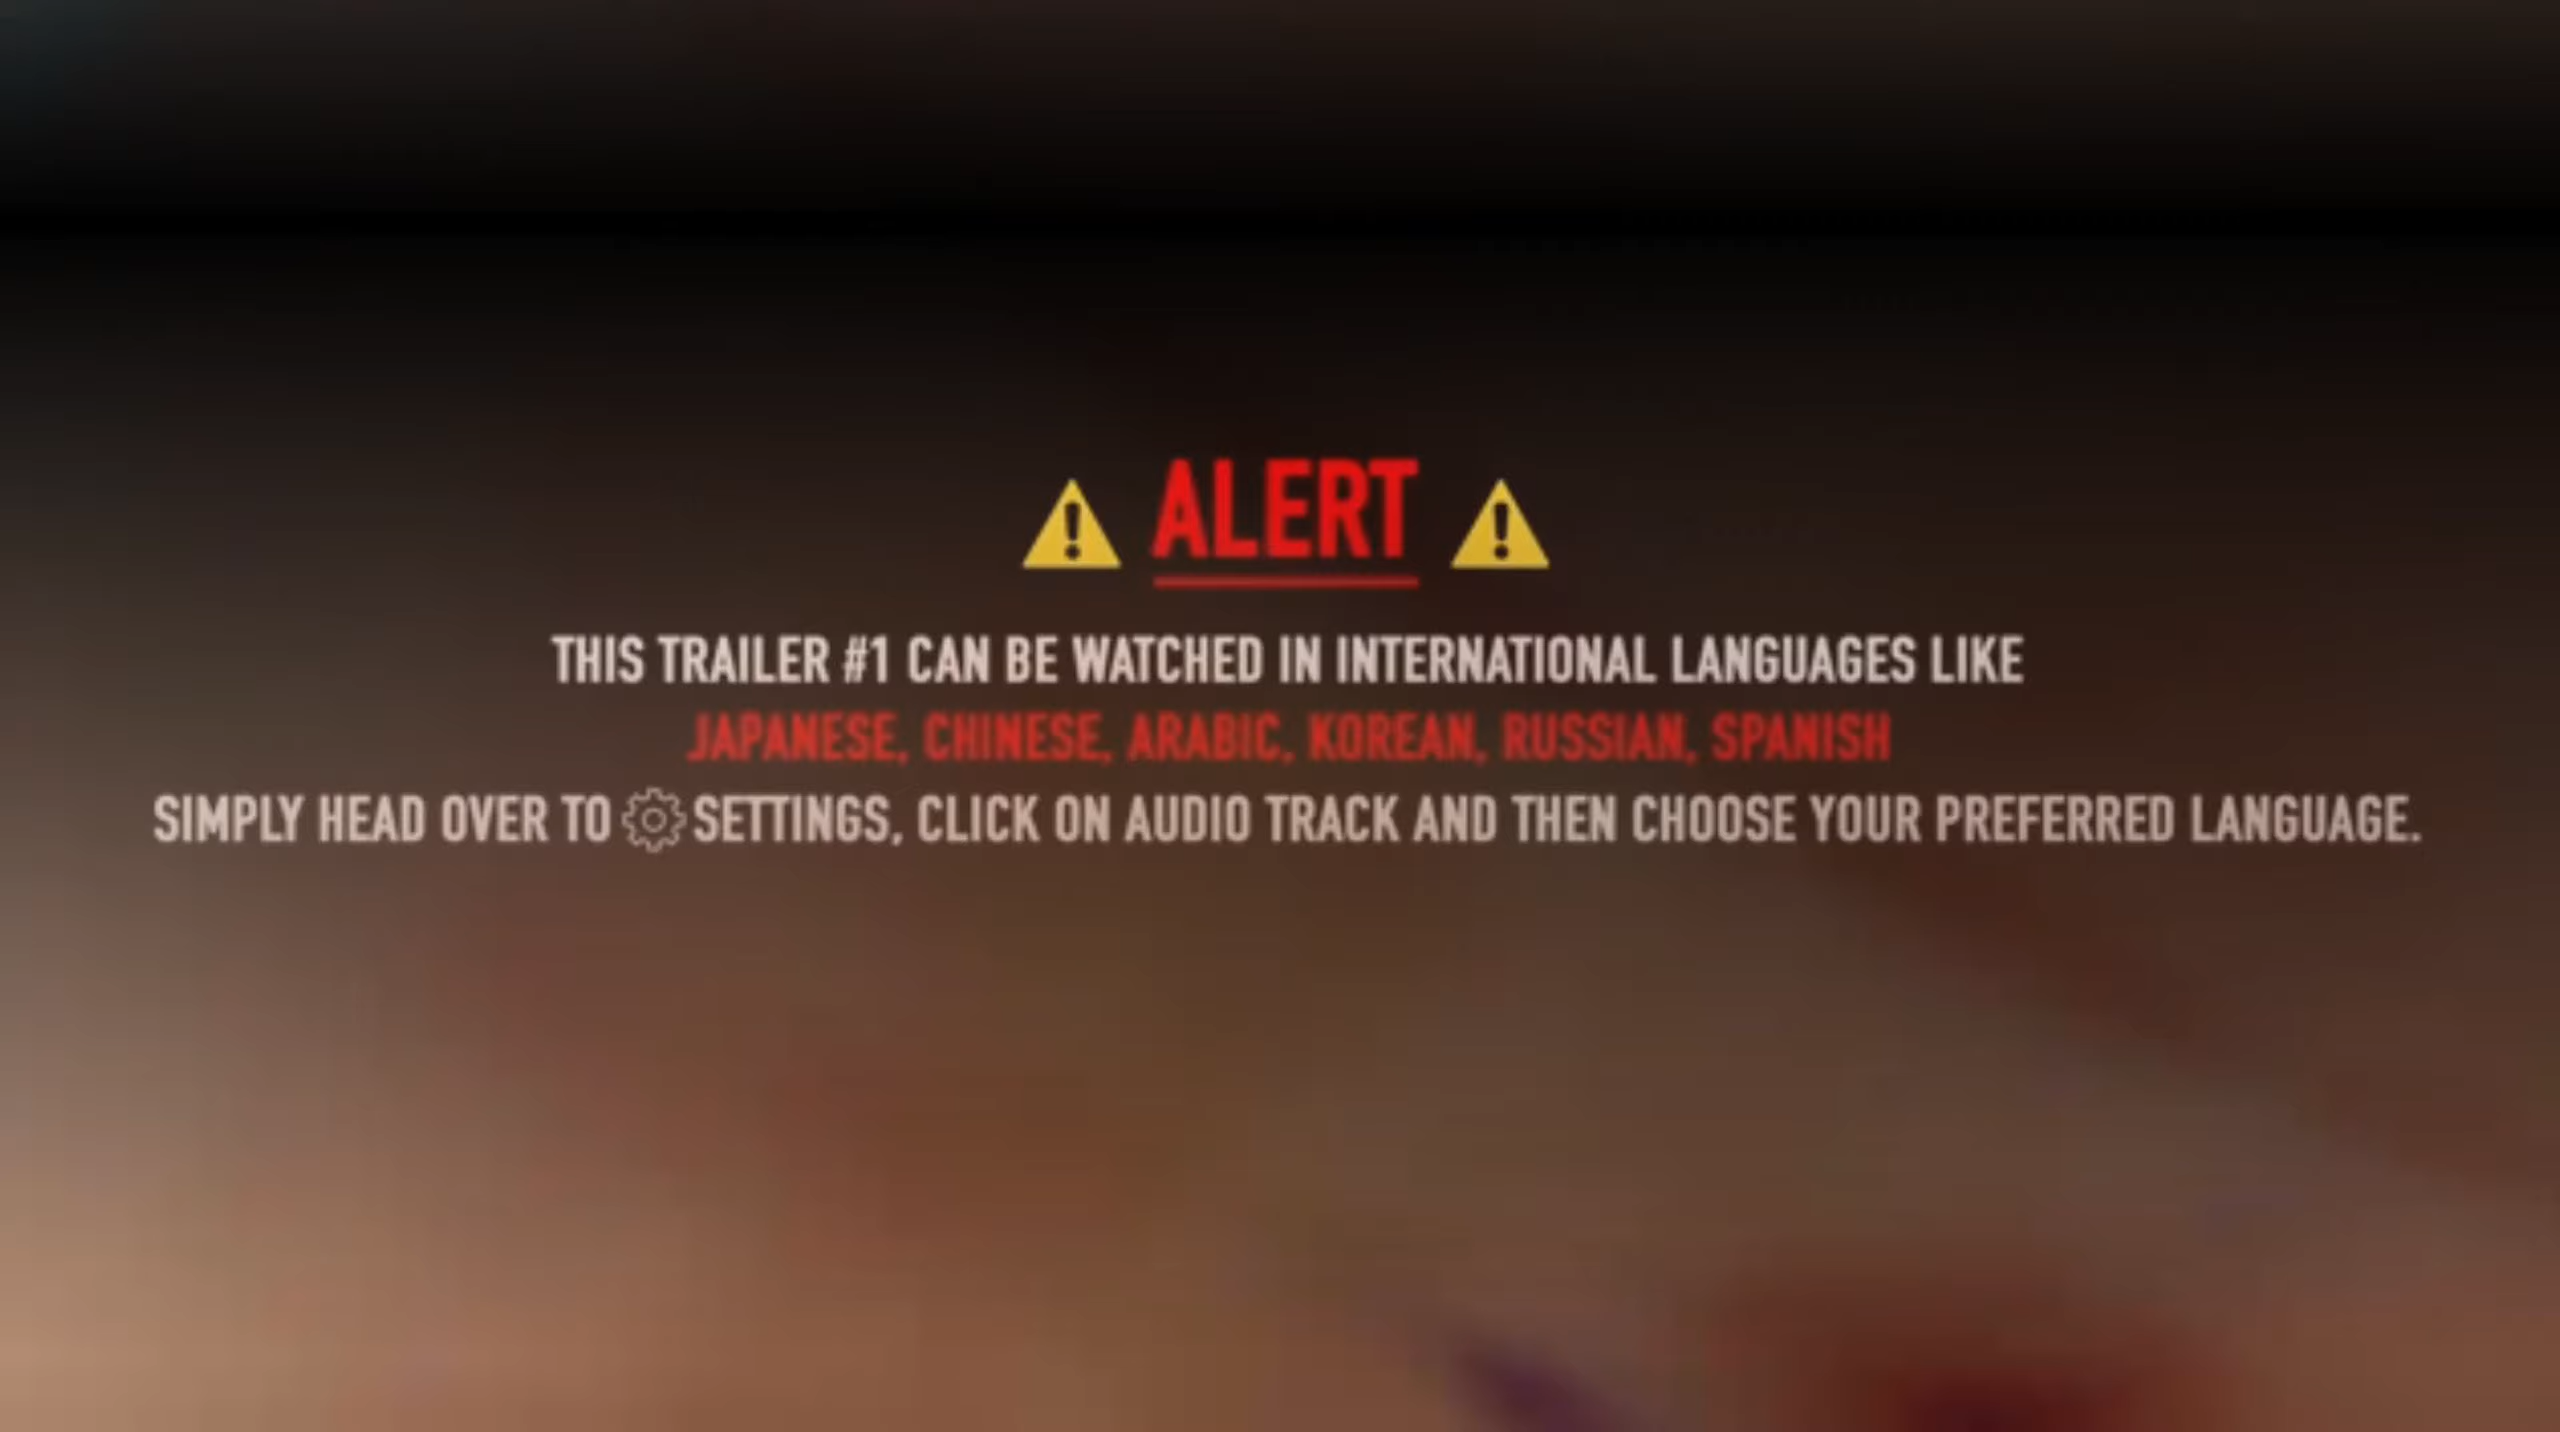 ⚠ ALERT ⚠
THIS TRAILER #1 CAN BE WATCHED IN INTERNATIONAL LANGUAGES LIKE
JAPANESE, CHINESE, ARABIC, KOREAN, RUSSIAN, SPANISH
SIMPLY HEAD OVER TO ⚙ SETTINGS, CLICK ON AUDIO TRACK AND THEN CHOOSE YOUR PREFERRED LANGUAGE.